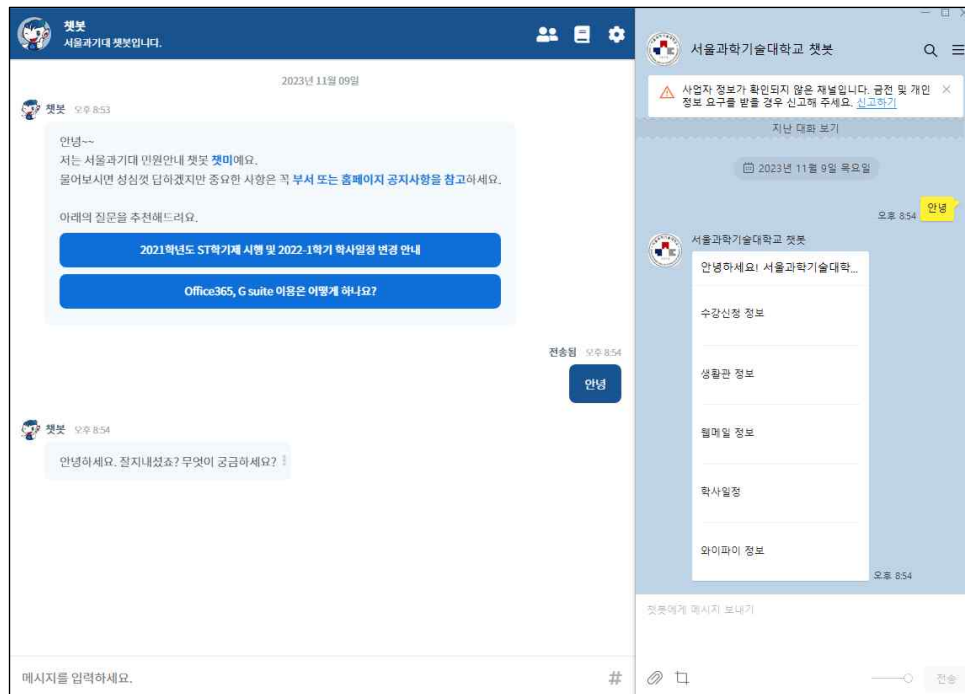 챗봇
서울과기대 챗봇입니다.
2023년 11월 09일
챗봇 오후 8:53
안녕~~
저는 서울과기대 민원안내 챗봇 챗미예요.
물어보시면 성심껏 답하겠지만 중요한 사항은 꼭 부서 또는 홈페이지 공지사항을 참고하세요.
아래의 질문을 추천해드려요.
2021학년도 ST학기제 시행 및 2022-1학기 학사일정 변경 안내
Office365, G suite 이용은 어떻게 하나요?
전송됨 오후 8:54
안녕
챗봇 오후 8:54
안녕하세요. 잘지내셨죠? 무엇이 궁금하세요?
메시지를 입력하세요.
#
서울과학기술대학교 챗봇
사업자 정보가 확인되지 않은 채널입니다. 금전 및 개인
정보 요구를 받을 경우 신고해 주세요. 신고하기
지난 대화 보기
2023년 11월 9일 목요일
오후 8:54 안녕
서울과학기술대학교 챗봇
안녕하세요! 서울과학기술대학...
수강신청 정보
생활관 정보
웹메일 정보
학사일정
와이파이 정보
오후 8:54
챗봇에게 메시지 보내기
전송